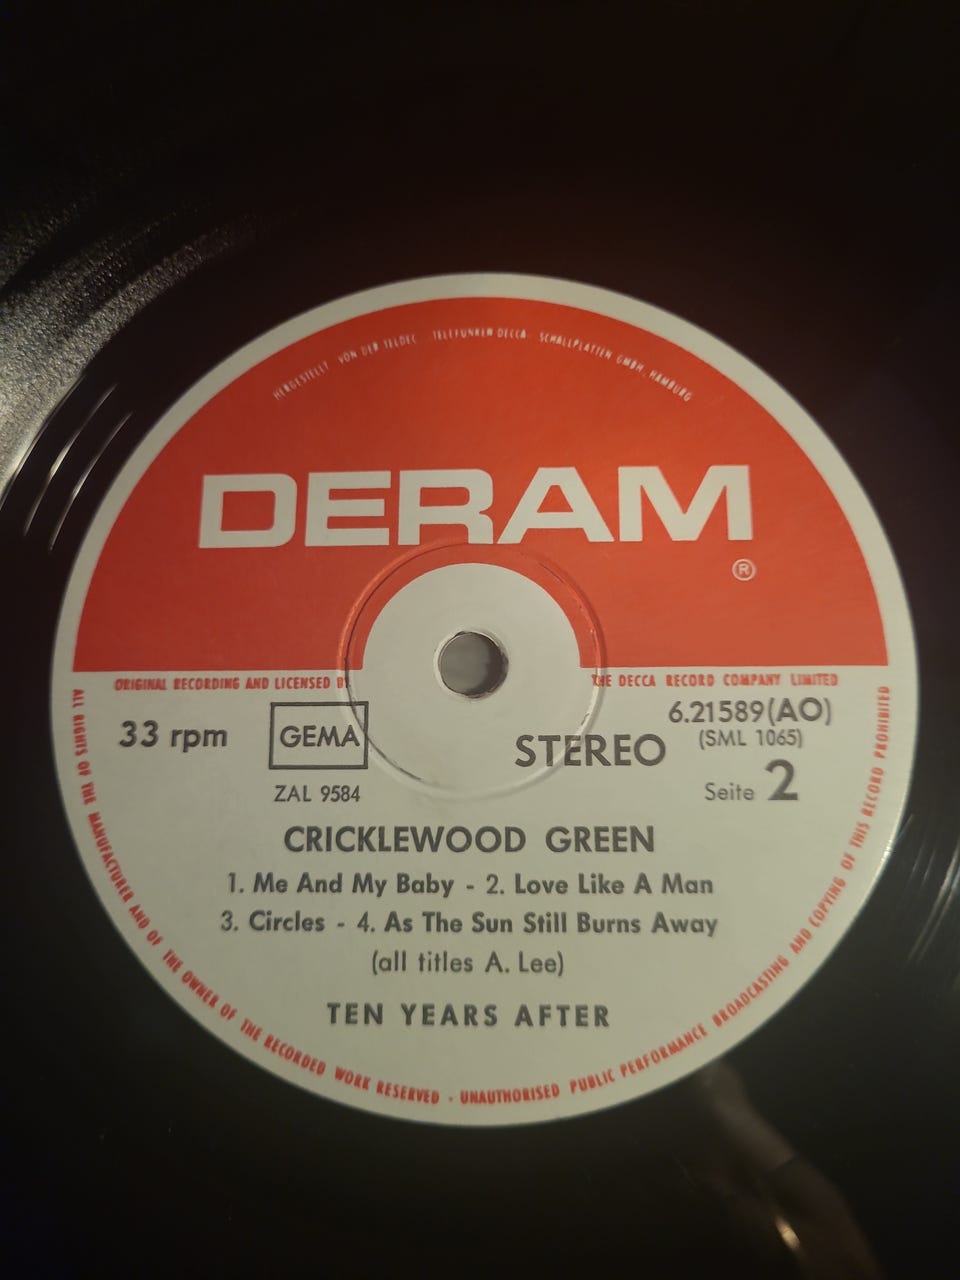 HERGESTELLT VON DER TELDEC · TELEFUNKEN DECCA · SCHALLPLATTEN GMBH, HAMBURG
DERAM
®
ORIGINAL RECORDING AND LICENSED BY THE DECCA RECORD COMPANY LIMITED
33 rpm
GEMA
STEREO
6.21589(AO)
(SML 1065)
ZAL 9584
Seite 2
CRICKLEWOOD GREEN
1. Me And My Baby - 2. Love Like A Man
3. Circles - 4. As The Sun Still Burns Away
(all titles A. Lee)
TEN YEARS AFTER
ALL RIGHTS OF THE MANUFACTURER AND OF THE OWNER OF THE RECORDED WORK RESERVED - UNAUTHORISED PUBLIC PERFORMANCE BROADCASTING AND COPYING OF THIS RECORD PROHIBITED